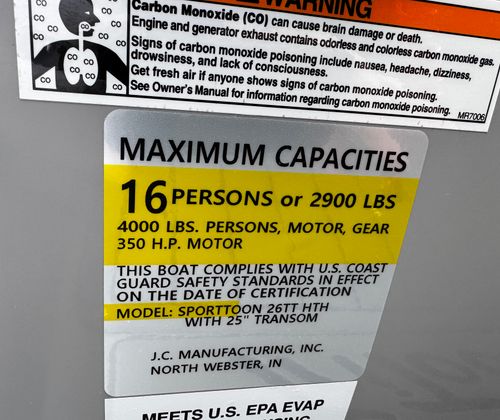 WARNING
Carbon Monoxide (CO) can cause brain damage or death.
Engine and generator exhaust contains odorless and colorless carbon monoxide gas.
Signs of carbon monoxide poisoning include nausea, headache, dizziness,
drowsiness, and lack of consciousness.
Get fresh air if anyone shows signs of carbon monoxide poisoning.
See Owner's Manual for information regarding carbon monoxide poisoning.
MR7006
MAXIMUM CAPACITIES
16 PERSONS or 2900 LBS
4000 LBS. PERSONS, MOTOR, GEAR
350 H.P. MOTOR
THIS BOAT COMPLIES WITH U.S. COAST
GUARD SAFETY STANDARDS IN EFFECT
ON THE DATE OF CERTIFICATION
MODEL: SPORTTOON 26TT HTH
WITH 25" TRANSOM
J.C. MANUFACTURING, INC.
NORTH WEBSTER, IN
MEETS U.S. EPA EVAP